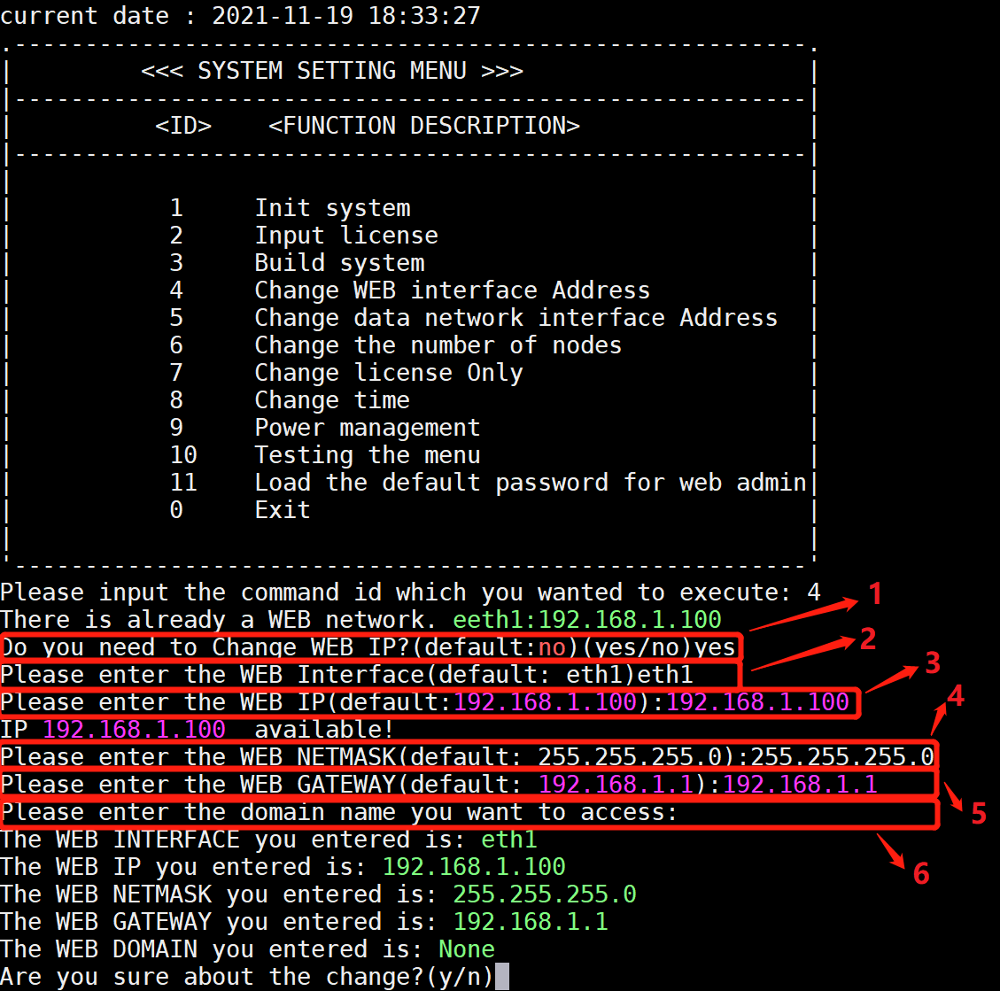 current date : 2021-11-19 18:33:27
.--------------------------------------------------------.
| <<< SYSTEM SETTING MENU >>> |
|--------------------------------------------------------|
| <ID> <FUNCTION DESCRIPTION> |
|--------------------------------------------------------|
| |
| 1 Init system |
| 2 Input license |
| 3 Build system |
| 4 Change WEB interface Address |
| 5 Change data network interface Address |
| 6 Change the number of nodes |
| 7 Change license Only |
| 8 Change time |
| 9 Power management |
| 10 Testing the menu |
| 11 Load the default password for web admin|
| 0 Exit |
| |
'--------------------------------------------------------'
Please input the command id which you wanted to execute: 4
There is already a WEB network. eeth1:192.168.1.100
1
Do you need to Change WEB IP?(default:no)(yes/no)yes
2
Please enter the WEB Interface(default: eth1)eth1
3
Please enter the WEB IP(default:192.168.1.100):192.168.1.100
4
IP 192.168.1.100 available!
Please enter the WEB NETMASK(default: 255.255.255.0):255.255.255.0
Please enter the WEB GATEWAY(default: 192.168.1.1):192.168.1.1
5
Please enter the domain name you want to access:
The WEB INTERFACE you entered is: eth1
6
The WEB IP you entered is: 192.168.1.100
The WEB NETMASK you entered is: 255.255.255.0
The WEB GATEWAY you entered is: 192.168.1.1
The WEB DOMAIN you entered is: None
Are you sure about the change?(y/n)